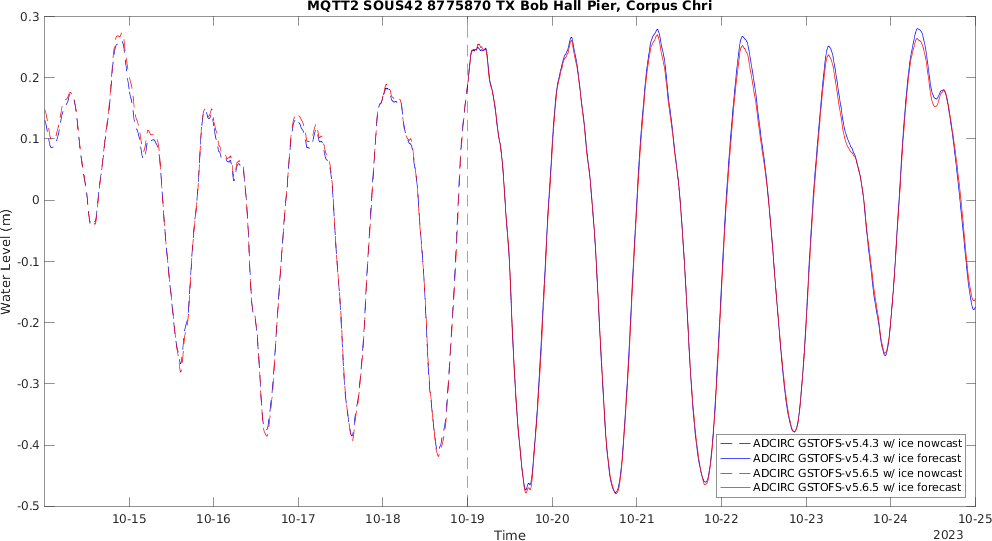 MQTT2 SOUS42 8775870 TX Bob Hall Pier, Corpus Chri
0.3
0.2
0.1
0
-0.1
-0.2
-0.3
-0.4
-0.5
Water Level (m)
ADCIRC GSTOFS-v5.4.3 w/ ice nowcast
ADCIRC GSTOFS-v5.4.3 w/ ice forecast
ADCIRC GSTOFS-v5.6.5 w/ ice nowcast
ADCIRC GSTOFS-v5.6.5 w/ ice forecast
10-15 10-16 10-17 10-18 10-19 10-20 10-21 10-22 10-23 10-24 10-25
Time
2023